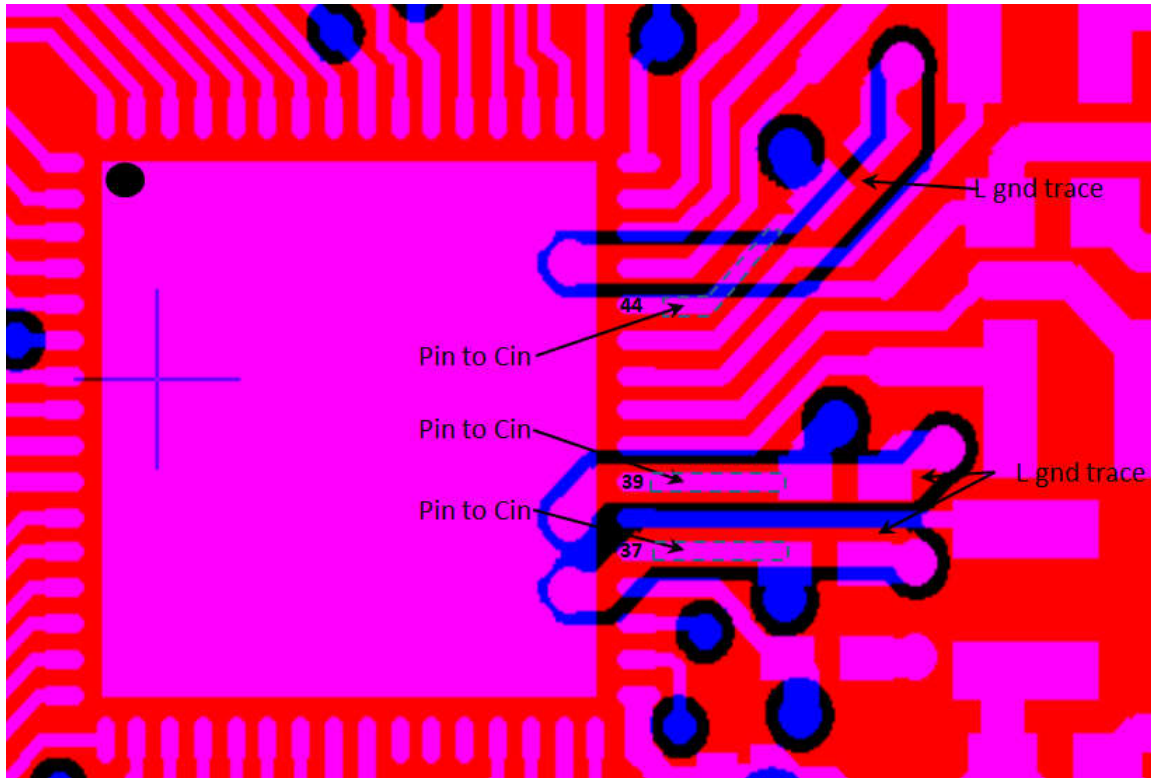 L gnd trace
44
Pin to Cin
Pin to Cin
39
L gnd trace
Pin to Cin
37